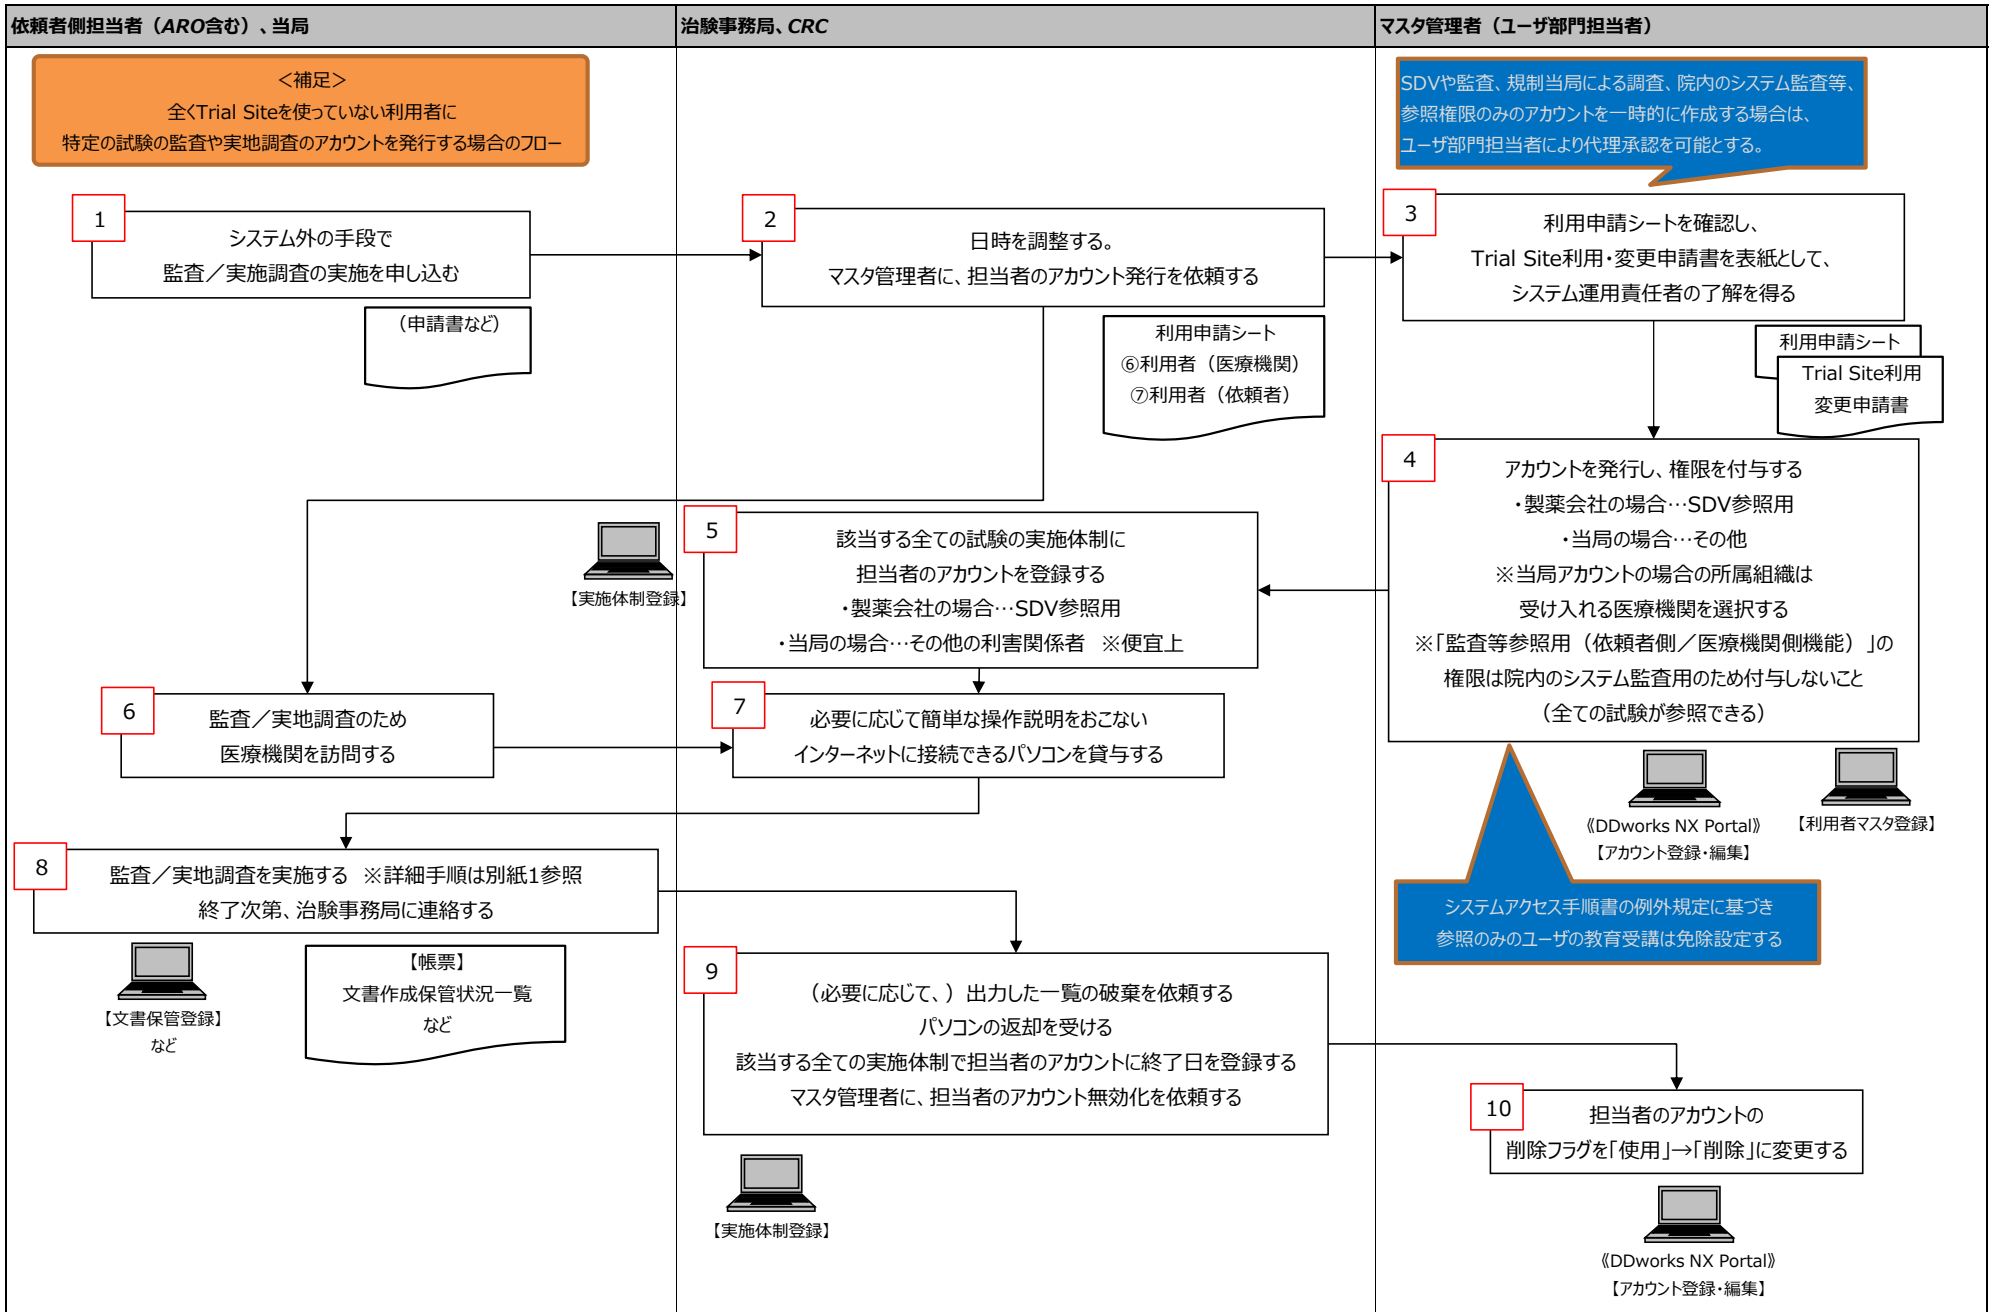 依頼者側担当者（ARO含む）、当局
治験事務局、CRC
マスタ管理者（ユーザ部門担当者）
＜補足＞
全くTrial Siteを使っていない利用者に
特定の試験の監査や実地調査のアカウントを発行する場合のフロー
SDVや監査、規制当局による調査、院内のシステム監査等、
参照権限のみのアカウントを一時的に作成する場合は、
ユーザ部門担当者により代理承認を可能とする。
1
システム外の手段で
監査／実施調査の実施を申し込む
（申請書など）
2
日時を調整する。
マスタ管理者に、担当者のアカウント発行を依頼する
利用申請シート
⑥利用者（医療機関）
⑦利用者（依頼者）
3
利用申請シートを確認し、
Trial Site利用・変更申請書を表紙として、
システム運用責任者の了解を得る
利用申請シート
Trial Site利用
変更申請書
4
アカウントを発行し、権限を付与する
・製薬会社の場合…SDV参照用
・当局の場合…その他
※当局アカウントの場合の所属組織は
受け入れる医療機関を選択する
※「監査等参照用（依頼者側／医療機関側機能）」の
権限は院内のシステム監査用のため付与しないこと
（全ての試験が参照できる）
《DDworks NX Portal》
【アカウント登録・編集】
【利用者マスタ登録】
システムアクセス手順書の例外規定に基づき
参照のみのユーザの教育受講は免除設定する
5
該当する全ての試験の実施体制に
担当者のアカウントを登録する
・製薬会社の場合…SDV参照用
・当局の場合…その他の利害関係者　※便宜上
【実施体制登録】
6
監査／実地調査のため
医療機関を訪問する
7
必要に応じて簡単な操作説明をおこない
インターネットに接続できるパソコンを貸与する
8
監査／実地調査を実施する　※詳細手順は別紙1参照
終了次第、治験事務局に連絡する
【文書保管登録】
など
【帳票】
文書作成保管状況一覧
など
9
（必要に応じて、）出力した一覧の破棄を依頼する
パソコンの返却を受ける
該当する全ての実施体制で担当者のアカウントに終了日を登録する
マスタ管理者に、担当者のアカウント無効化を依頼する
【実施体制登録】
10
担当者のアカウントの
削除フラグを「使用」→「削除」に変更する
《DDworks NX Portal》
【アカウント登録・編集】